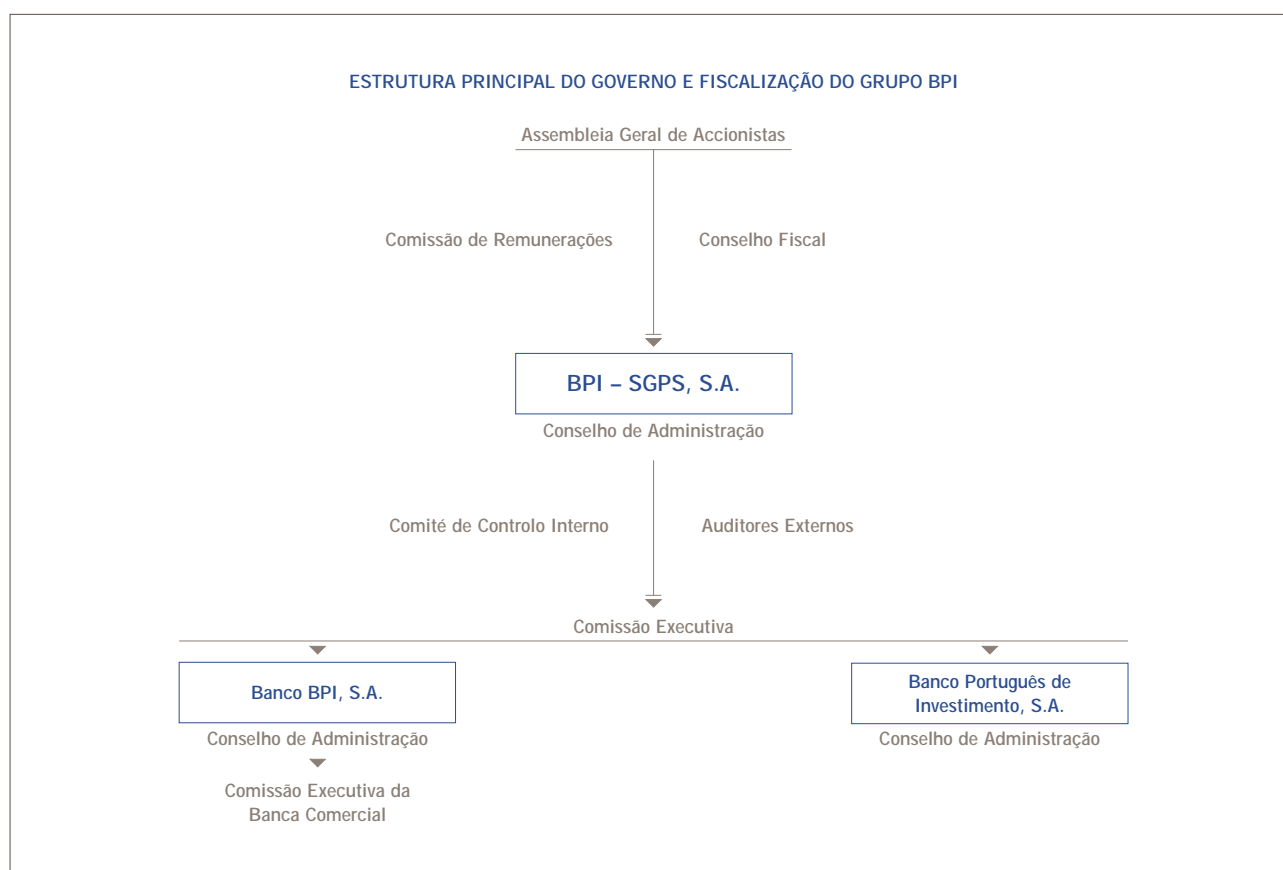 ESTRUTURA PRINCIPAL DO GOVERNO E FISCALIZAÇÃO DO GRUPO BPI
Assembleia Geral de Accionistas
Comissão de Remunerações
Conselho Fiscal
BPI – SGPS, S.A.
Conselho de Administração
Comité de Controlo Interno
Auditores Externos
Comissão Executiva
Banco BPI, S.A.
Conselho de Administração
Comissão Executiva da
Banca Comercial
Banco Português de
Investimento, S.A.
Conselho de Administração